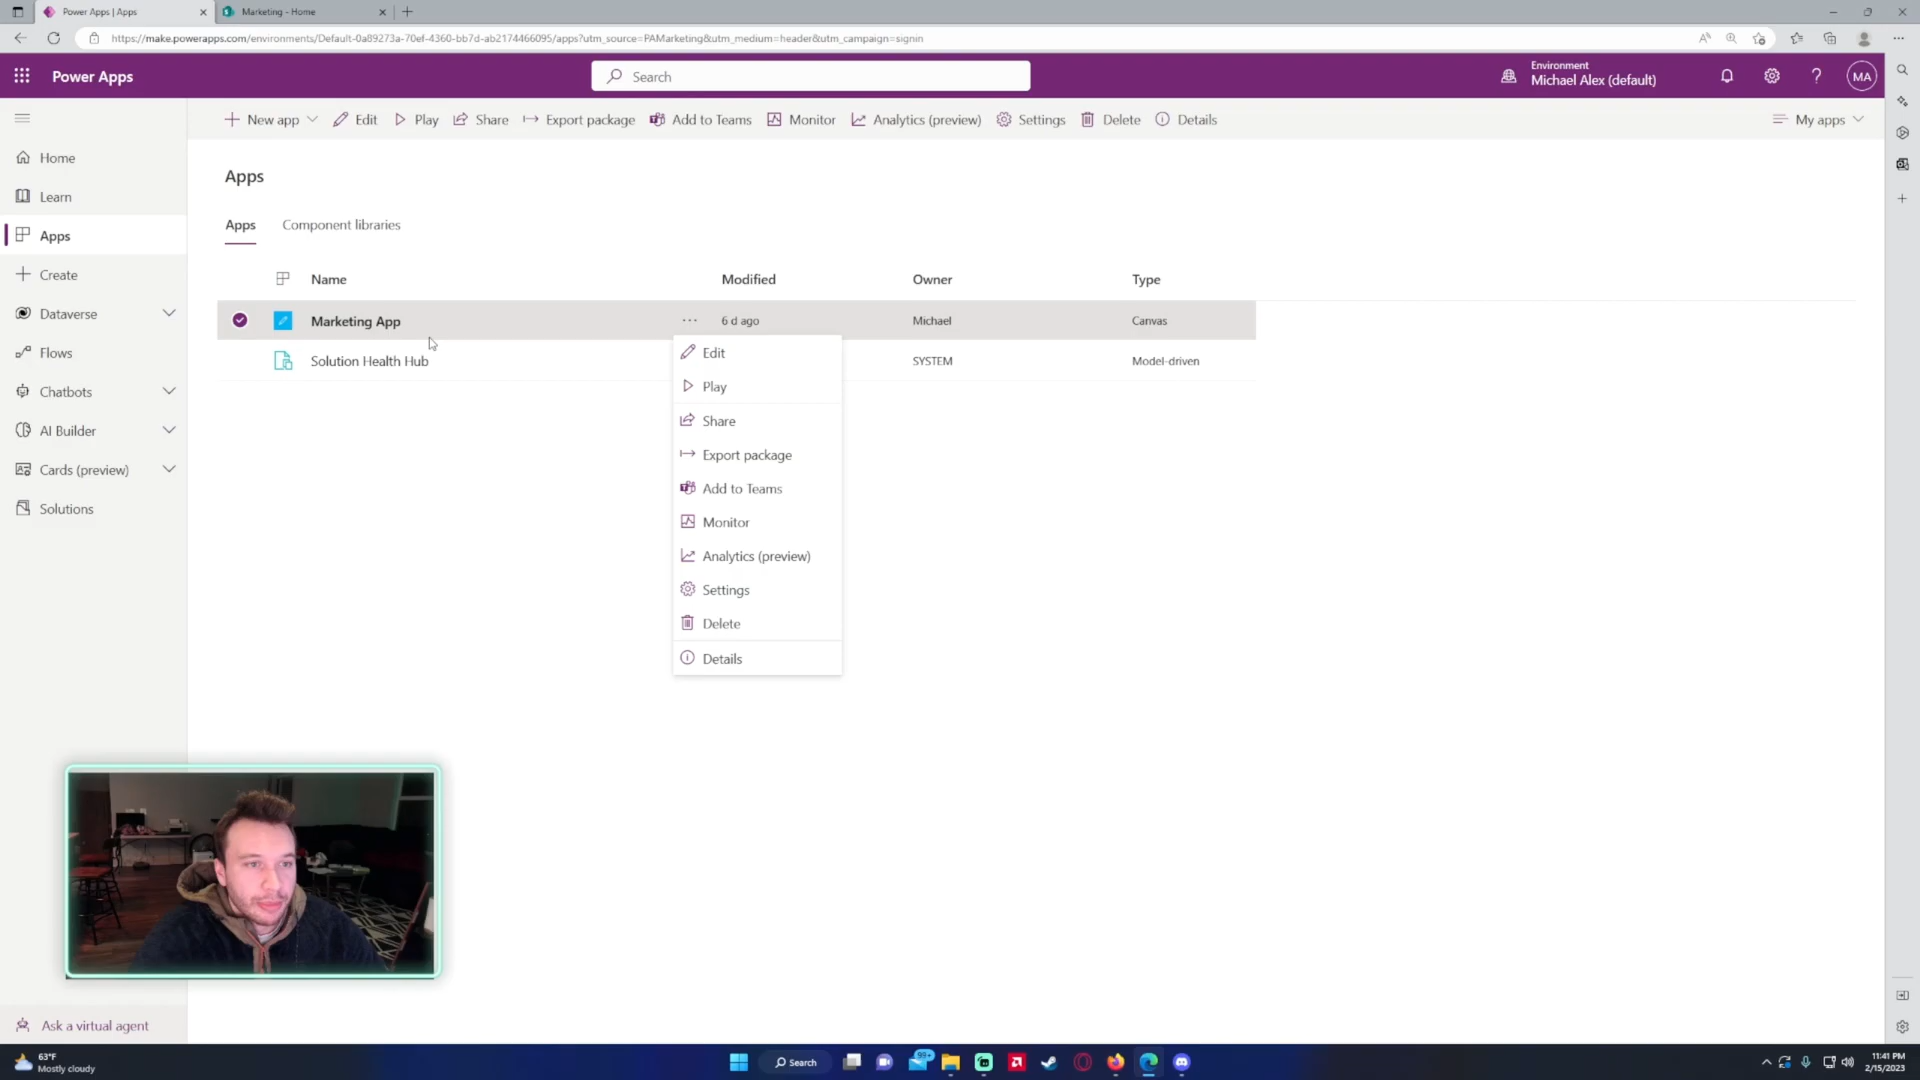 Power Apps | Apps
Marketing - Home
https://make.powerapps.com/environments/Default-0a89273a-70ef-4360-bb7d-ab2174466095/apps?utm_source=PAMarketing&utm_medium=header&utm_campaign=signin
Power Apps
Search
Environment
Michael Alex (default)
MA
New app
Edit
Play
Share
Export package
Add to Teams
Monitor
Analytics (preview)
Settings
Delete
Details
My apps
Home
Learn
Apps
Create
Dataverse
Flows
Chatbots
AI Builder
Cards (preview)
Solutions
Ask a virtual agent
Apps
Apps
Component libraries
Name
Modified
Owner
Type
Marketing App
6 d ago
Michael
Canvas
Solution Health Hub
SYSTEM
Model-driven
Edit
Play
Share
Export package
Add to Teams
Monitor
Analytics (preview)
Settings
Delete
Details
63°F
Mostly cloudy
Search
99+
11:41 PM
2/15/2023